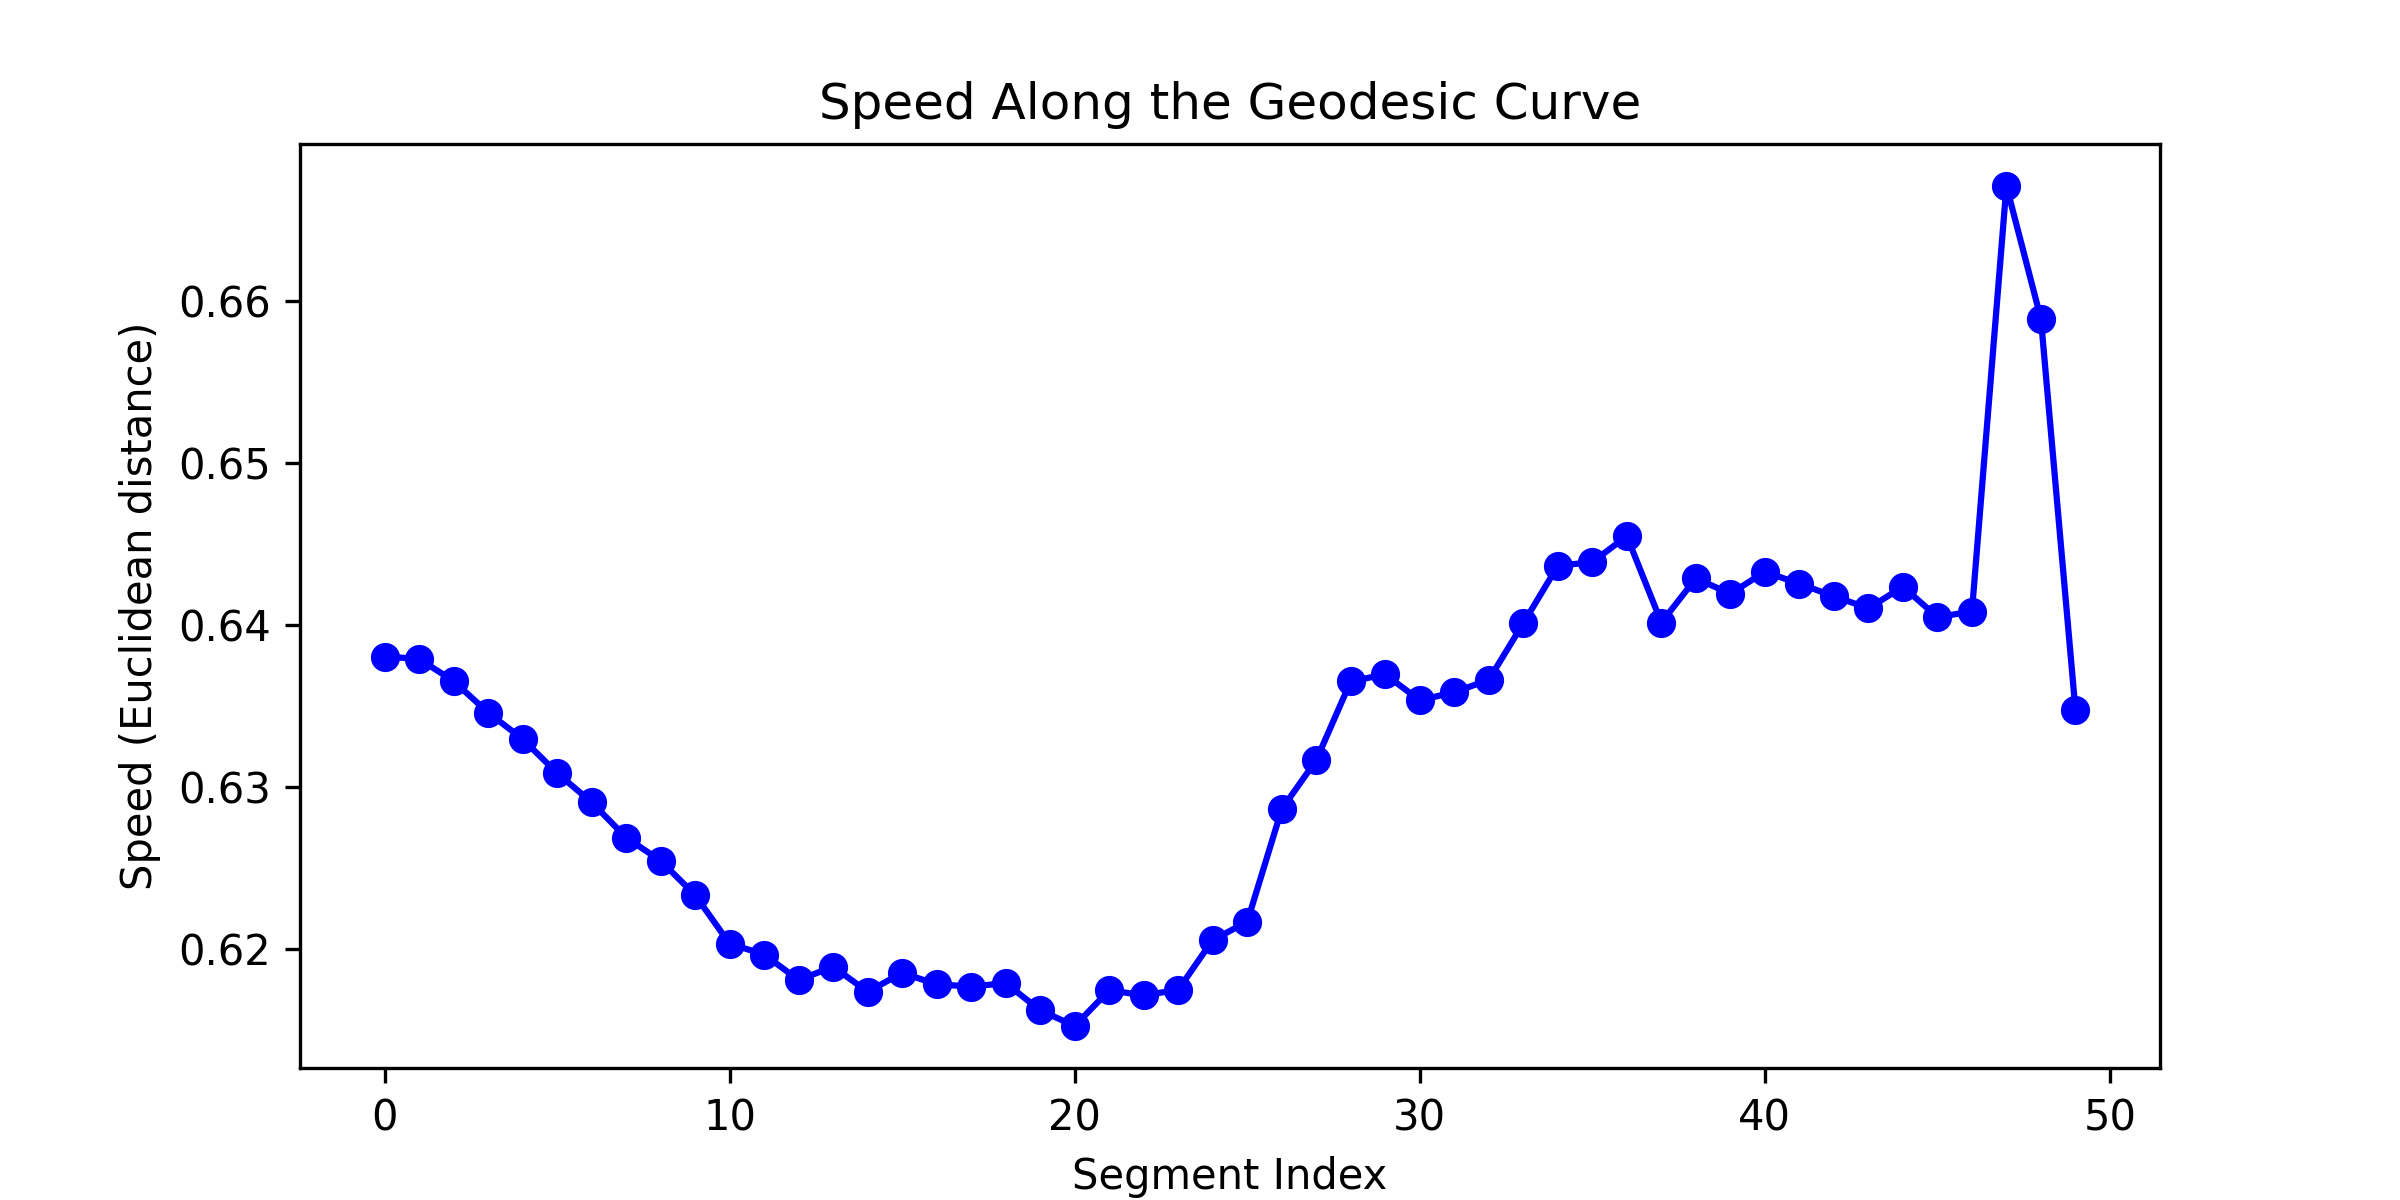 Speed Along the Geodesic Curve
Speed (Euclidean distance)
0.66
0.65
0.64
0.63
0.62
0 10 20 30 40 50
Segment Index